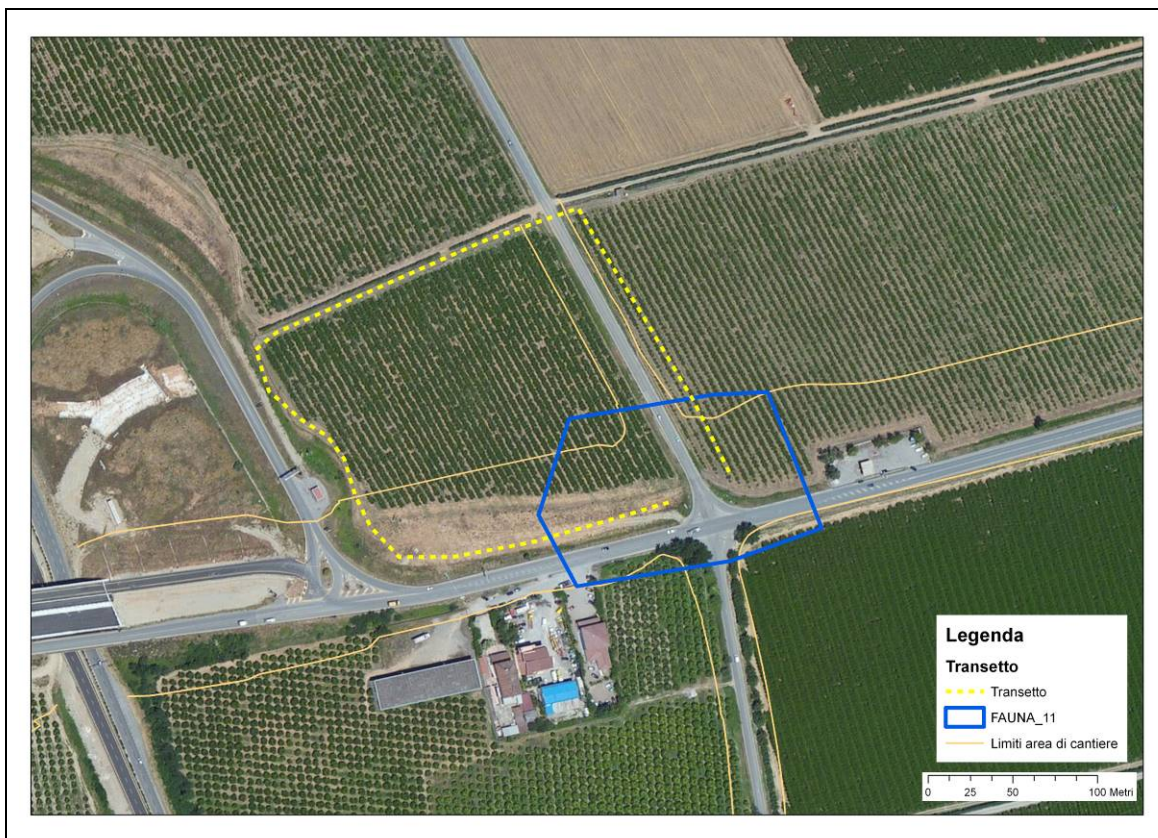 Legenda
Transetto
Transetto
FAUNA_11
Limiti area di cantiere
0 25 50 100 Metri